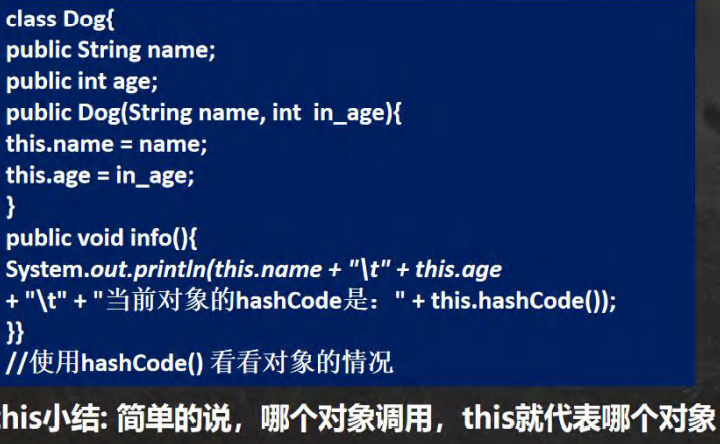 class Dog{
public String name;
public int age;
public Dog(String name, int  in_age){
this.name = name;
this.age = in_age;
}
public void info(){
System.out.println(this.name + "\t" + this.age
+ "\t" + "当前对象的hashCode是：" + this.hashCode());
}}
//使用hashCode() 看看对象的情况
this小结: 简单的说，哪个对象调用，this就代表哪个对象